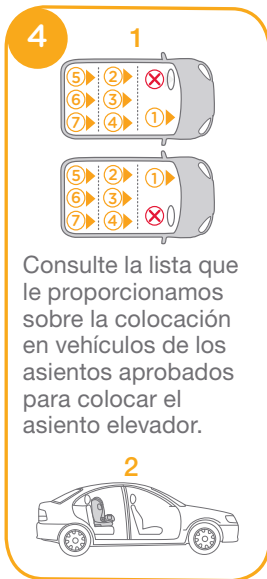 4
1
⑤ ②
⑥ ③
⑦ ④ ①
⑤ ② ①
⑥ ③
⑦ ④
Consulte la lista que
le proporcionamos
sobre la colocación
en vehículos de los
asientos aprobados
para colocar el
asiento elevador.
2